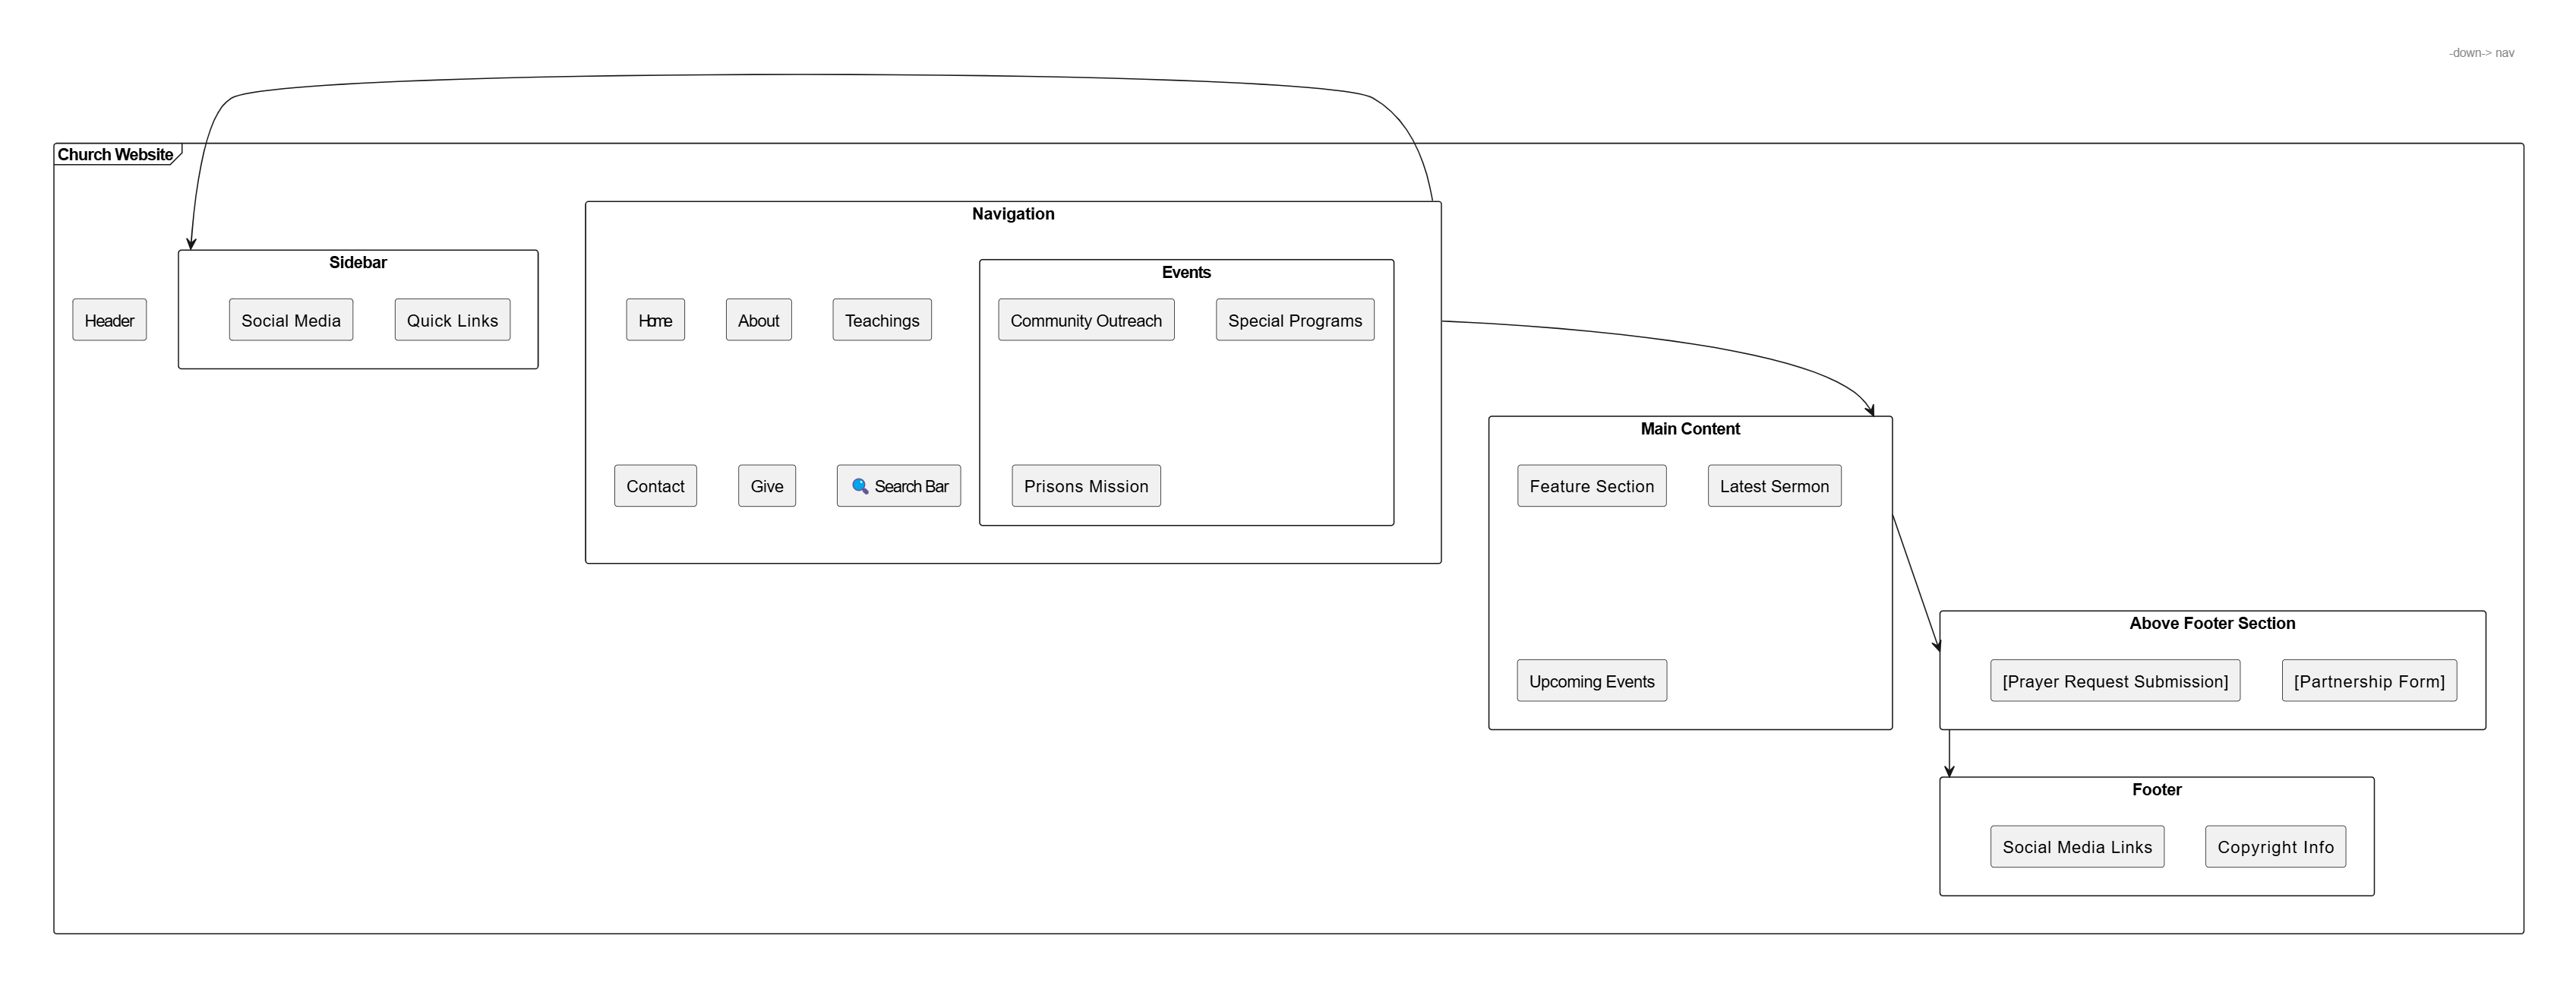 -down-> nav
Church Website
Navigation
Sidebar
Events
Header
Social Media
Quick Links
Home
About
Teachings
Community Outreach
Special Programs
Main Content
Contact
Give
🔍 Search Bar
Prisons Mission
Feature Section
Latest Sermon
Above Footer Section
Upcoming Events
[Prayer Request Submission]
[Partnership Form]
Footer
Social Media Links
Copyright Info